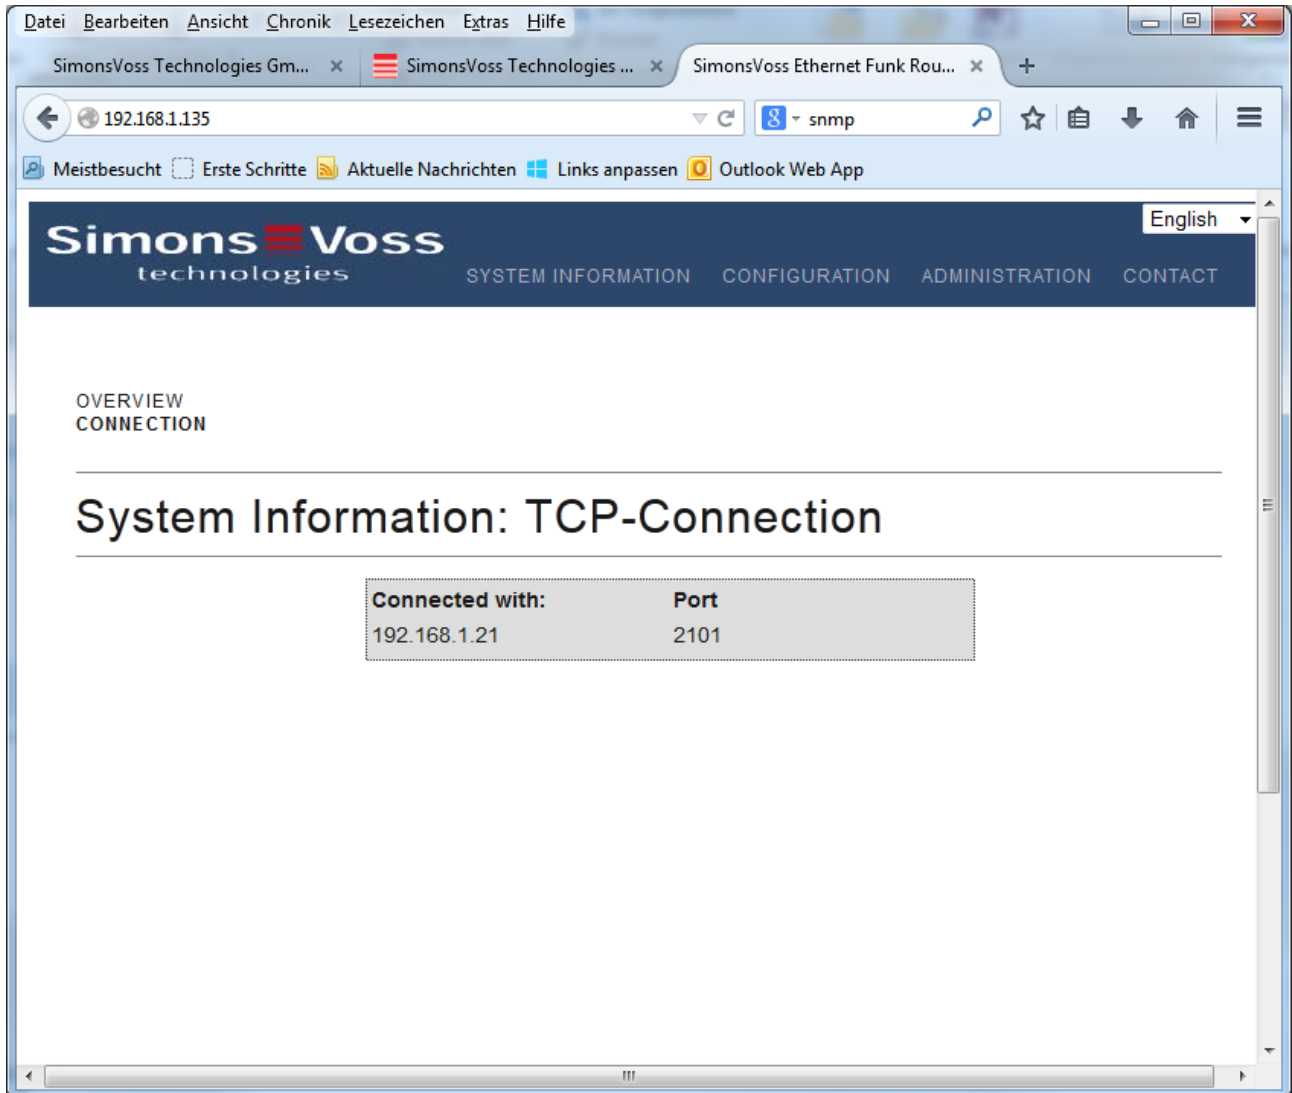 Datei Bearbeiten Ansicht Chronik Lesezeichen Extras Hilfe
SimonsVoss Technologies Gm... SimonsVoss Technologies ... SimonsVoss Ethernet Funk Rou...
192.168.1.135 snmp
Meistbesucht Erste Schritte Aktuelle Nachrichten Links anpassen Outlook Web App
English
Simons Voss
technologies
SYSTEM INFORMATION CONFIGURATION ADMINISTRATION CONTACT
OVERVIEW
CONNECTION
System Information: TCP-Connection
Connected with: Port
192.168.1.21 2101